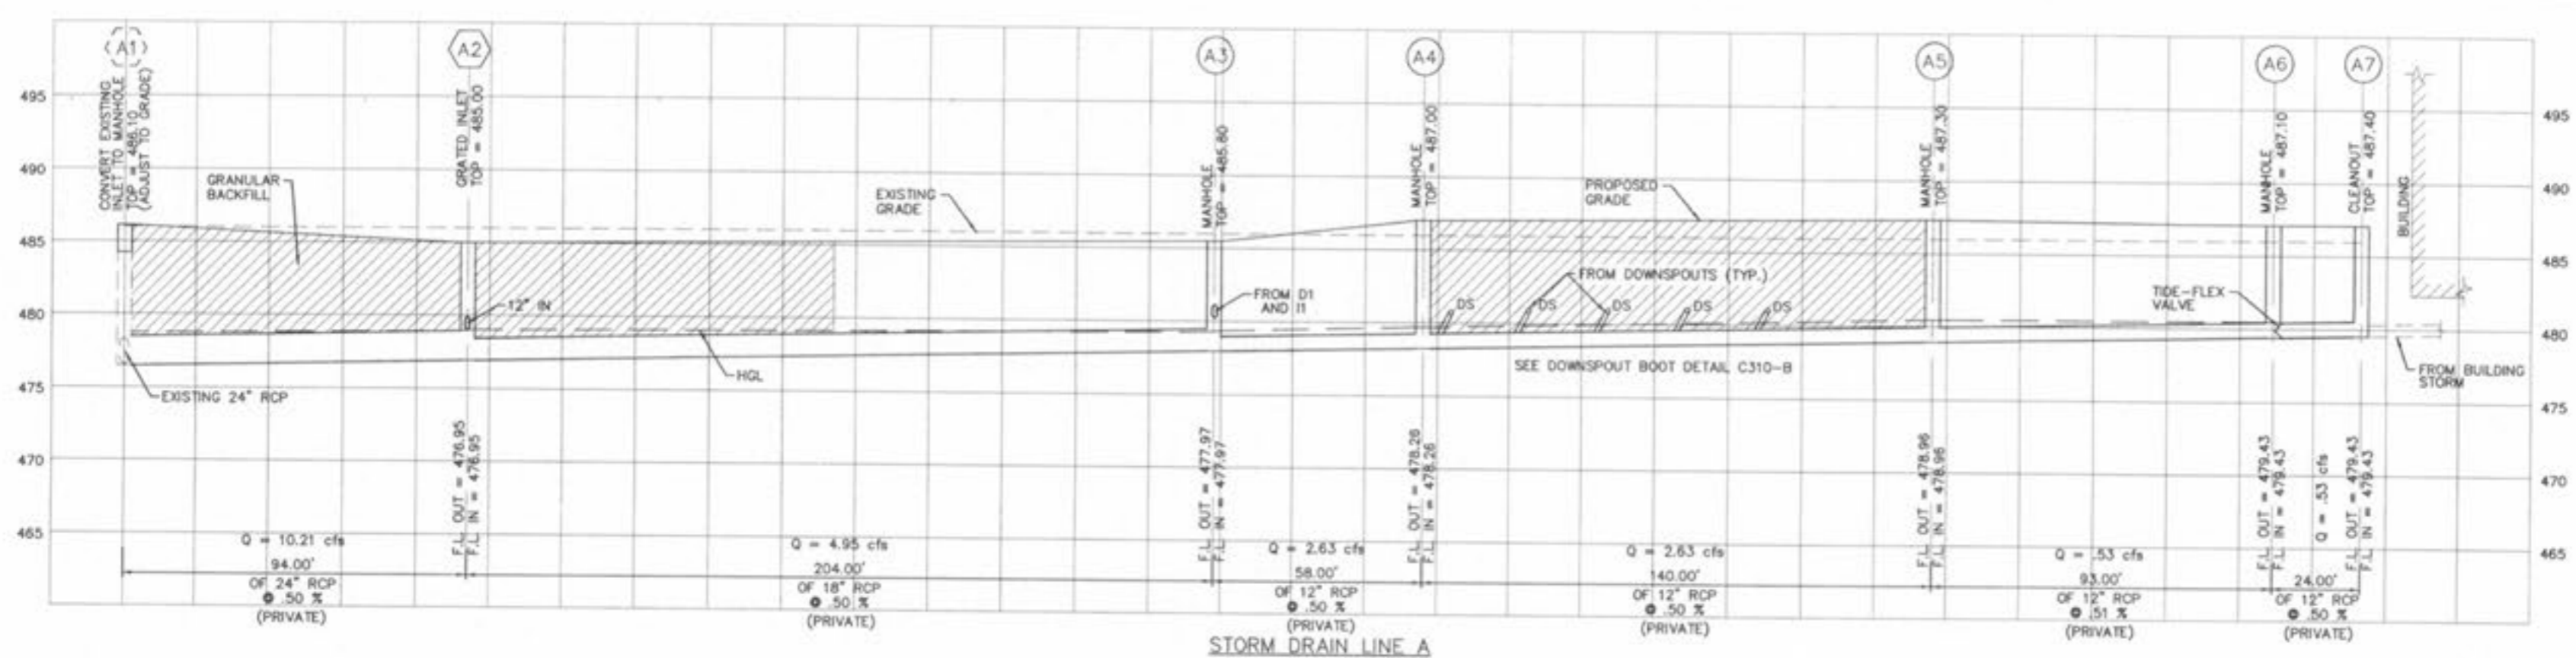 A1
A2
A3
A4
A5
A6
A7
CONVERT EXISTING
INLET TO MANHOLE
TOP = 486.10
(ADJUST TO GRADE)
GRATED INLET
TOP = 485.00
MANHOLE
TOP = 485.80
MANHOLE
TOP = 487.00
MANHOLE
TOP = 487.30
MANHOLE
TOP = 487.10
CLEANOUT
TOP = 487.40
BUILDING
495
490
485
480
475
470
465
495
490
485
480
475
470
465
GRANULAR
BACKFILL
EXISTING
GRADE
PROPOSED
GRADE
12" IN
FROM D1
AND I1
FROM DOWNSPOUTS (TYP.)
DS
DS
DS
DS
DS
TIDE-FLEX
VALVE
HGL
EXISTING 24" RCP
SEE DOWNSPOUT BOOT DETAIL C310-B
FROM BUILDING
STORM
F.L. OUT = 476.95
F.L. IN = 476.95
F.L. OUT = 477.97
F.L. IN = 477.97
F.L. OUT = 478.26
F.L. IN = 478.26
F.L. OUT = 478.96
F.L. IN = 478.96
F.L. OUT = 479.43
F.L. IN = 479.43
Q = .53 cfs
F.L. OUT = 479.43
F.L. IN = 479.43
Q = 10.21 cfs
94.00'
OF 24" RCP
@ .50 %
(PRIVATE)
Q = 4.95 cfs
204.00'
OF 18" RCP
@ .50 %
(PRIVATE)
Q = 2.63 cfs
58.00'
OF 12" RCP
@ .50 %
(PRIVATE)
Q = 2.63 cfs
140.00'
OF 12" RCP
@ .50 %
(PRIVATE)
Q = .53 cfs
93.00'
OF 12" RCP
@ .51 %
(PRIVATE)
24.00'
OF 12" RCP
@ .50 %
(PRIVATE)
STORM DRAIN LINE A